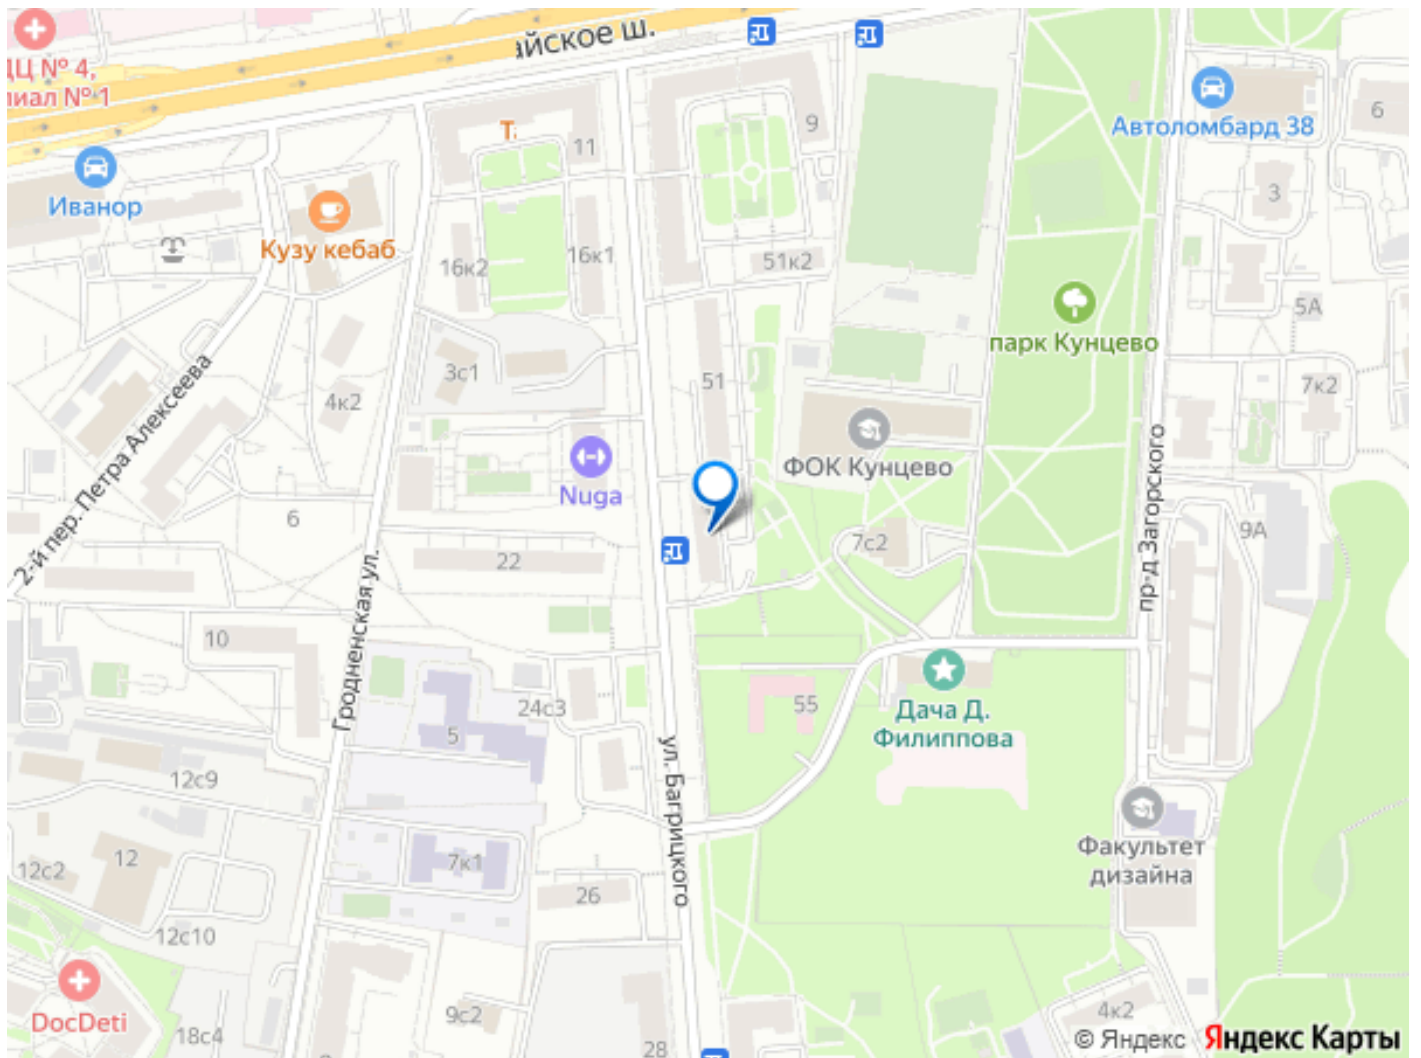 айское ш.
ДЦ № 4,
лиал № 1
Т.
9
11
Автоломбард 38
6
Иванор
3
Кузу кебаб
16к2
16к1
51к2
5А
парк Кунцево
3с1
51
7к2
4к2
2-й пер. Петра Алексеева
ФОК Кунцево
Nuga
6
7с2
9А
22
пр-д Загорского
Гродненская ул.
10
24с3
55
Дача Д.
Филиппова
5
ул. Багрицкого
12с9
12
12с2
7к1
Факультет
дизайна
26
12с10
DocDeti
9с2
18с4
28
4к2
© Яндекс Яндекс Карты